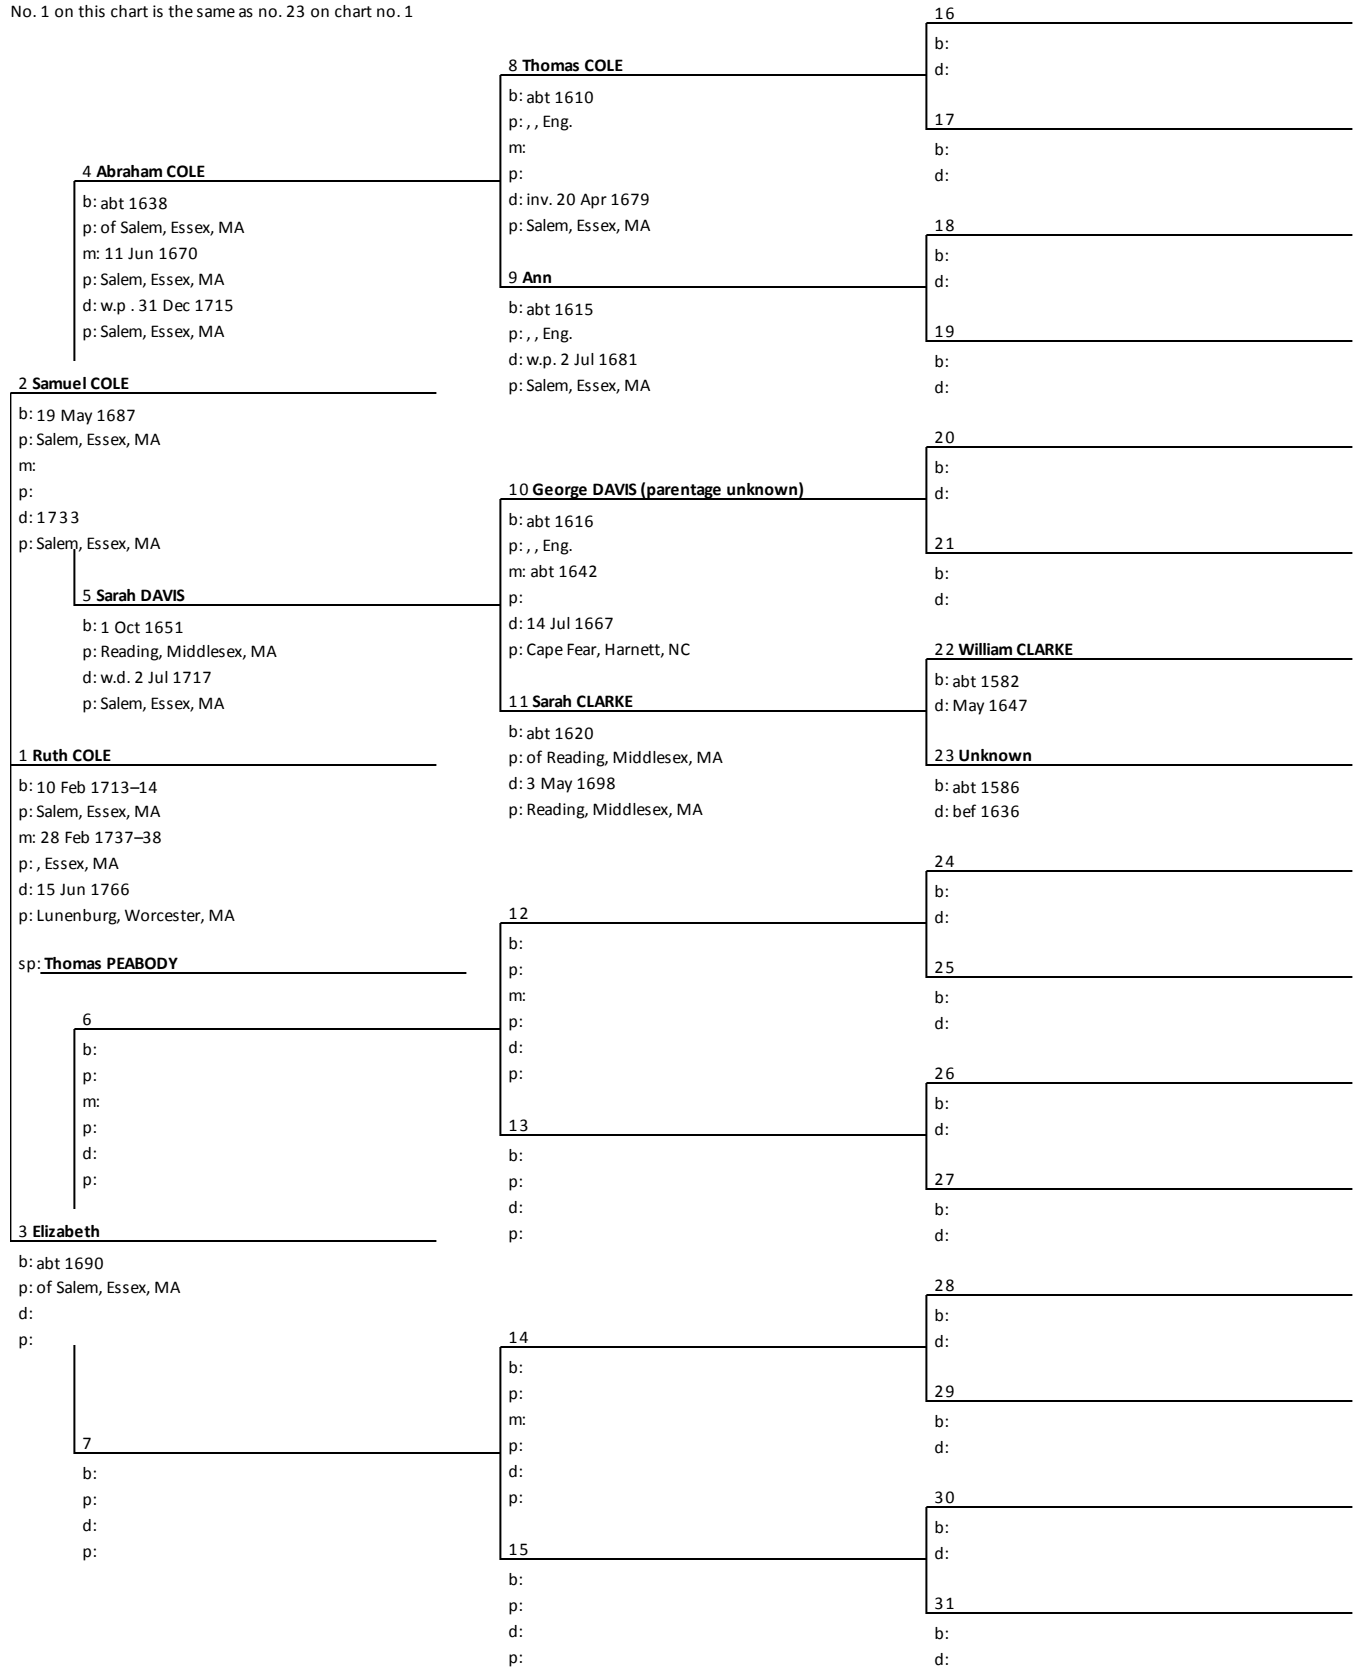 No. 1 on this chart is the same as no. 23 on chart no. 1
2 Samuel COLE
b: 19 May 1687
p: Salem, Essex, MA
m:
p:
d: 1733
p: Salem, Essex, MA
1 Ruth COLE
b: 10 Feb 1713–14
p: Salem, Essex, MA
m: 28 Feb 1737–38
p: , Essex, MA
d: 15 Jun 1766
p: Lunenburg, Worcester, MA
sp: Thomas PEABODY
3 Elizabeth
b: abt 1690
p: of Salem, Essex, MA
d:
p:
4 Abraham COLE
b: abt 1638
p: of Salem, Essex, MA
m: 11 Jun 1670
p: Salem, Essex, MA
d: w.p . 31 Dec 1715
p: Salem, Essex, MA
5 Sarah DAVIS
b: 1 Oct 1651
p: Reading, Middlesex, MA
d: w.d. 2 Jul 1717
p: Salem, Essex, MA
6
b:
p:
m:
p:
d:
p:
7
b:
p:
d:
p:
8 Thomas COLE
b: abt 1610
p: , , Eng.
m:
p:
d: inv. 20 Apr 1679
p: Salem, Essex, MA
9 Ann
b: abt 1615
p: , , Eng.
d: w.p. 2 Jul 1681
p: Salem, Essex, MA
10 George DAVIS (parentage unknown)
b: abt 1616
p: , , Eng.
m: abt 1642
p:
d: 14 Jul 1667
p: Cape Fear, Harnett, NC
11 Sarah CLARKE
b: abt 1620
p: of Reading, Middlesex, MA
d: 3 May 1698
p: Reading, Middlesex, MA
12
b:
p:
m:
p:
d:
p:
13
b:
p:
d:
p:
14
b:
p:
m:
p:
d:
p:
15
b:
p:
d:
p:
16
b:
d:
17
b:
d:
18
b:
d:
19
b:
d:
20
b:
d:
21
b:
d:
22 William CLARKE
b: abt 1582
d: May 1647
23 Unknown
b: abt 1586
d: bef 1636
24
b:
d:
25
b:
d:
26
b:
d:
27
b:
d:
28
b:
d:
29
b:
d:
30
b:
d:
31
b:
d: